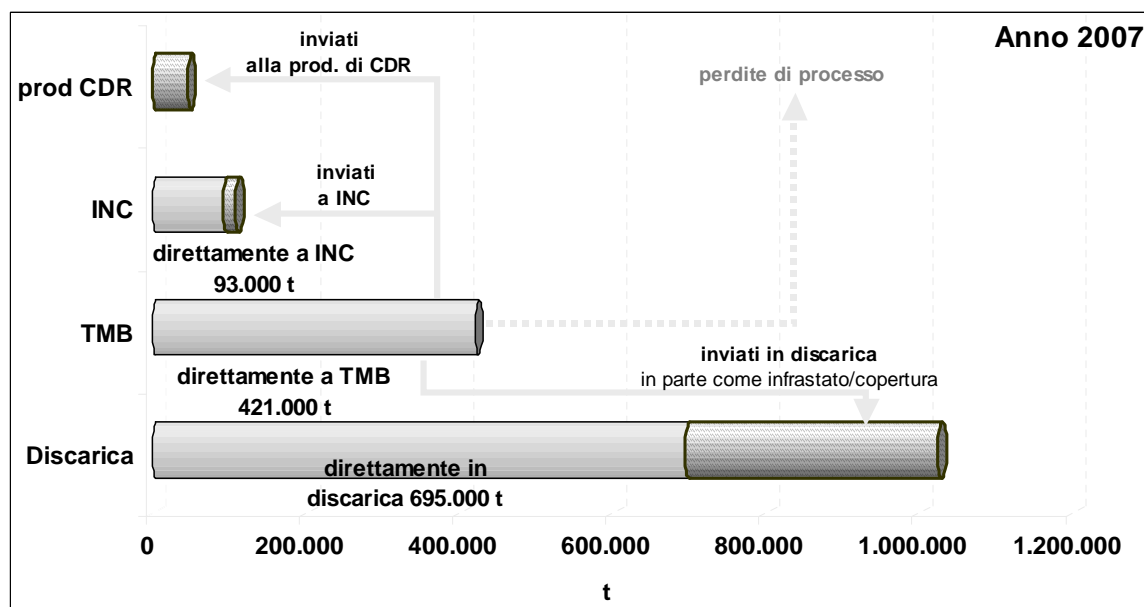 Anno 2007
inviati
alla prod. di CDR
perdite di processo
prod CDR
inviati
a INC
INC
direttamente a INC
93.000 t
TMB
direttamente a TMB
421.000 t
inviati in discarica
in parte come infrastato/copertura
Discarica
direttamente in
discarica 695.000 t
0 200.000 400.000 600.000 800.000 1.000.000 1.200.000
t